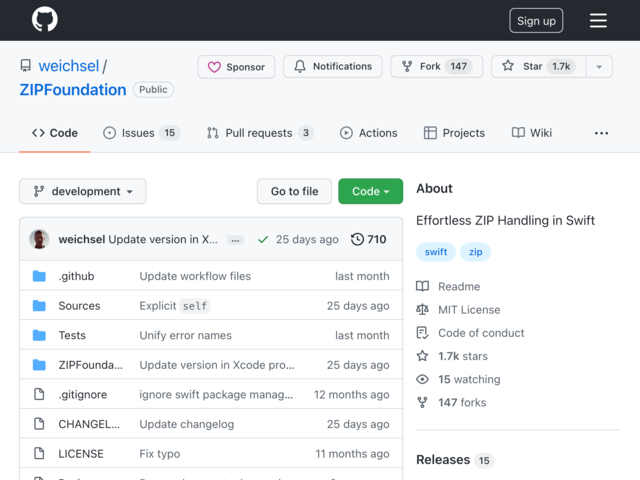 Sign up
weichsel /
ZIPFoundation Public
Sponsor Notifications Fork 147 Star 1.7k
Code Issues 15 Pull requests 3 Actions Projects Wiki ...
development Go to file Code
weichsel Update version in X... ... 25 days ago 710
.github Update workflow files last month
Sources Explicit self 25 days ago
Tests Unify error names last month
ZIPFounda... Update version in Xcode pro... 25 days ago
.gitignore ignore swift package manag... 12 months ago
CHANGEL... Update changelog 25 days ago
LICENSE Fix typo 11 months ago
About
Effortless ZIP Handling in Swift
swift zip
Readme
MIT License
Code of conduct
1.7k stars
15 watching
147 forks
Releases 15